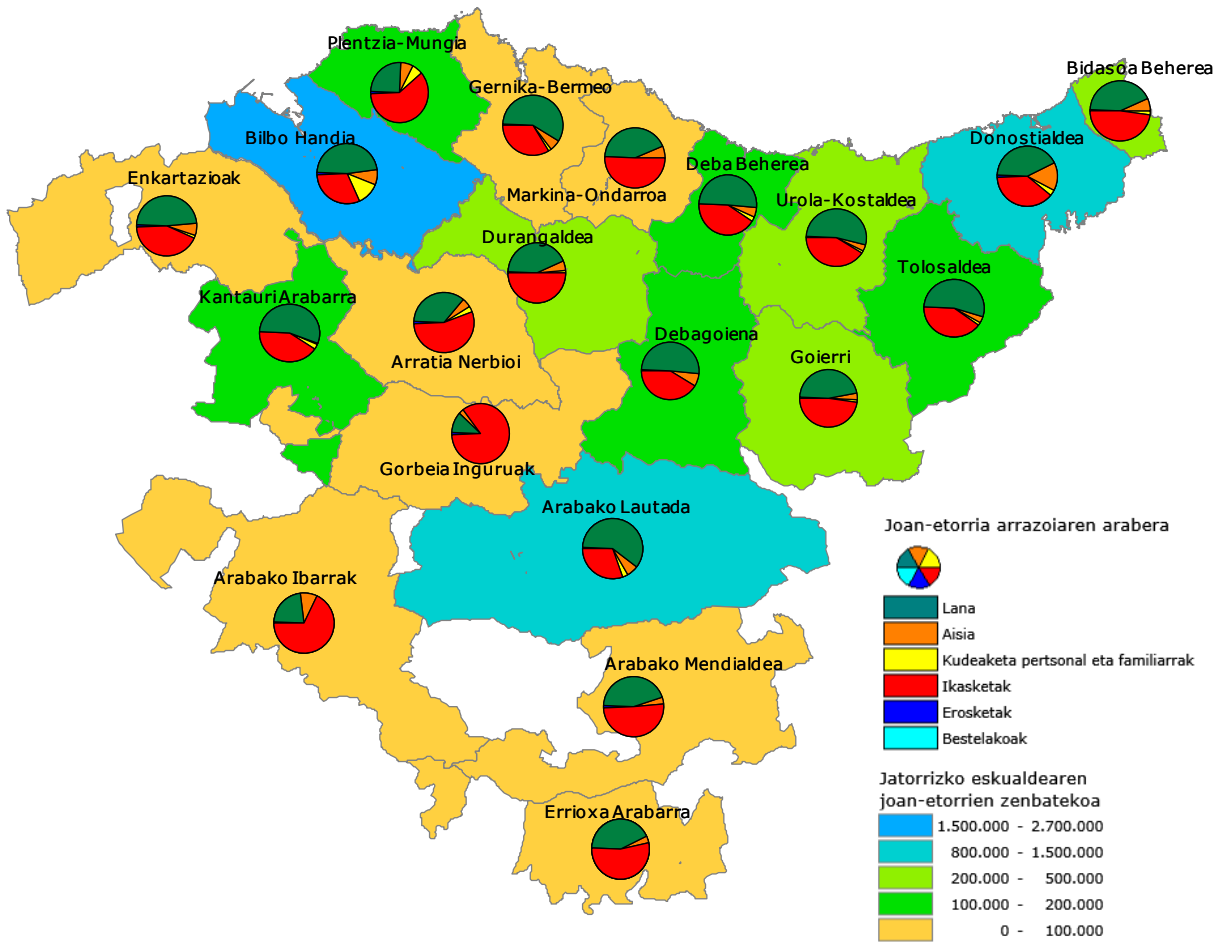 Plentzia-Mungia
Bidasoa Beherea
Gernika-Bermeo
Bilbo Handia
Donostialdea
Deba Beherea
Enkartazioak
Markina-Ondarroa
Urola-Kostaldea
Durangaldea
Tolosaldea
Kantauri Arabarra
Debagoiena
Arratia Nerbioi
Goierri
Gorbeia Inguruak
Arabako Lautada
Joan-etorria arrazoiaren arabera
Arabako Ibarrak
Lana
Aisia
Kudeaketa pertsonal eta familiarrak
Arabako Mendialdea
Ikasketak
Erosketak
Bestelakoak
Jatorrizko eskualdearen
joan-etorrien zenbatekoa
Errioxa Arabarra
1.500.000 - 2.700.000
800.000 - 1.500.000
200.000 - 500.000
100.000 - 200.000
0 - 100.000